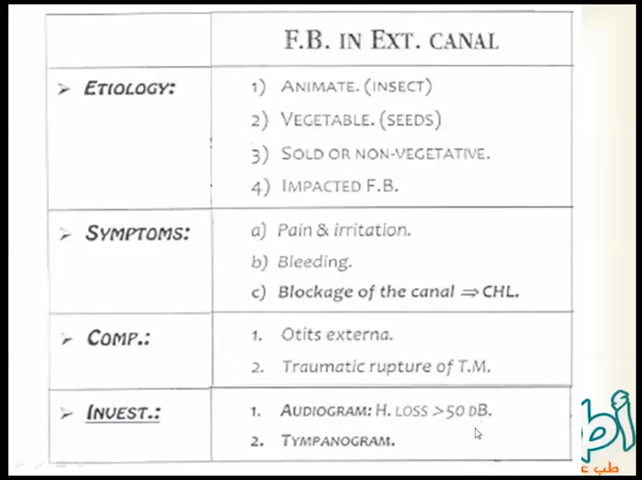 F.B. IN EXT. CANAL
➢ ETIOLOGY:
1) ANIMATE. (INSECT)
2) VEGETABLE. (SEEDS)
3) SOLD OR NON-VEGETATIVE.
4) IMPACTED F.B.
➢ SYMPTOMS:
a) Pain & irritation.
b) Bleeding.
c) Blockage of the canal ⇒ CHL.
➢ COMP.:
1. Otits externa.
2. Traumatic rupture of T.M.
➢ INVEST.:
1. AUDIOGRAM: H. LOSS >50 DB.
2. TYMPANOGRAM.
طب